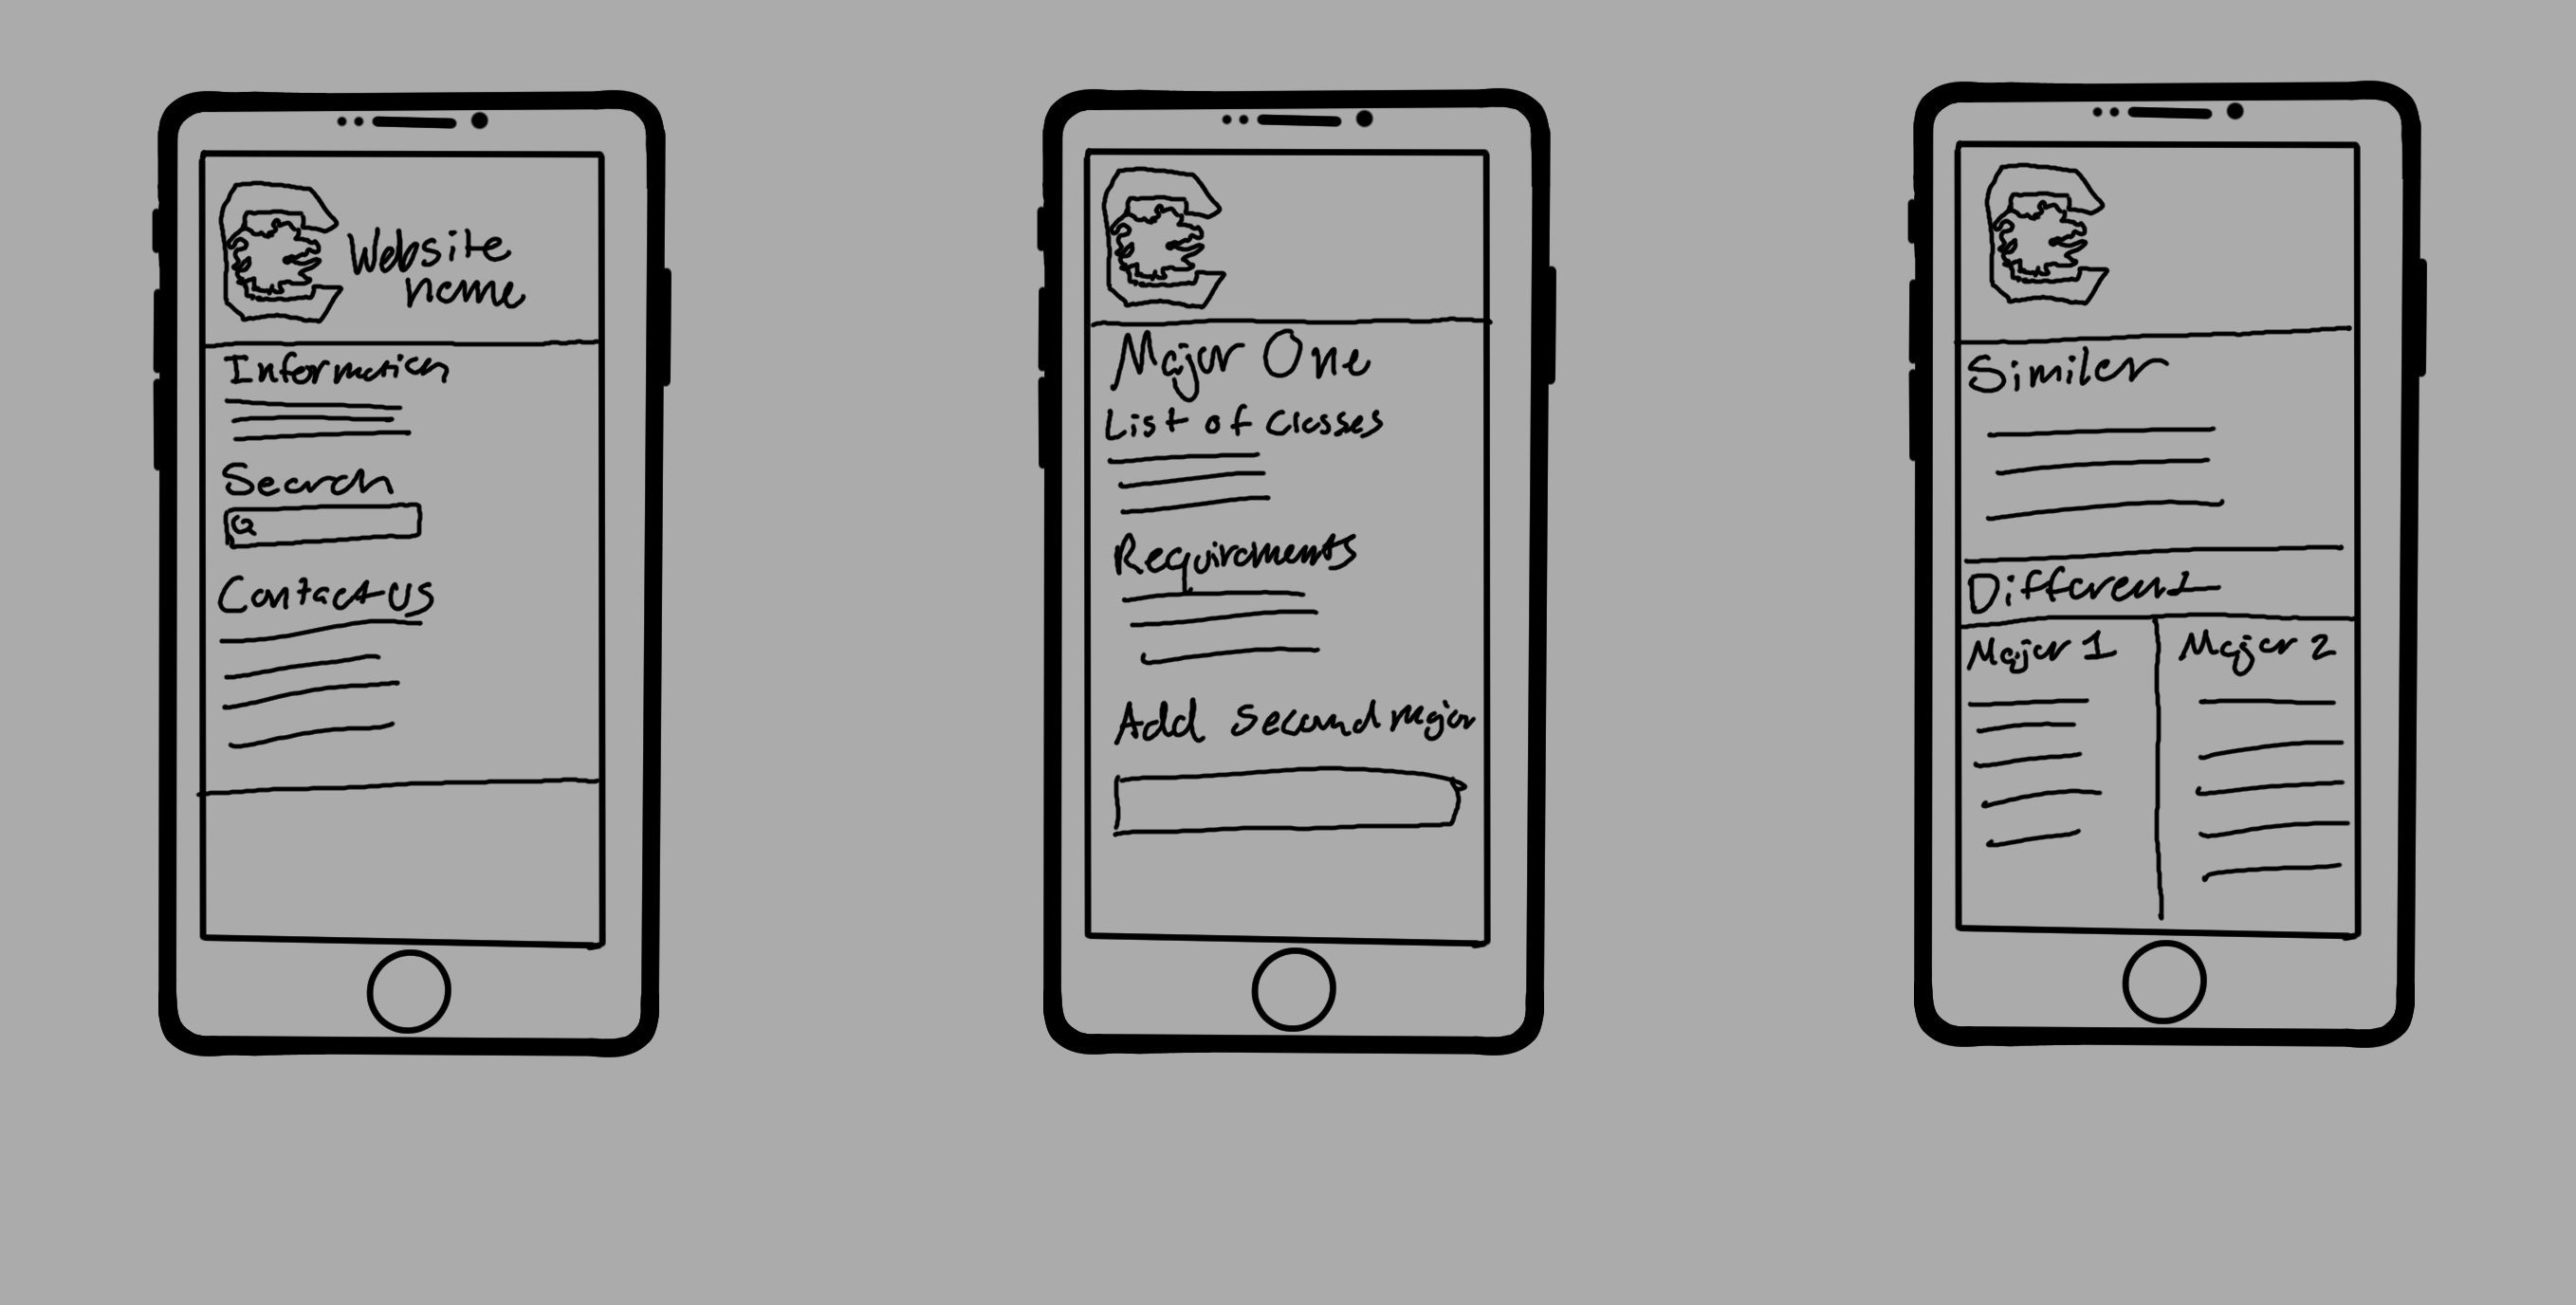 Website
name
Information
Search
Contact us
Major One
List of Classes
Requirements
Add second major
Similar
Different
Major 1
Major 2